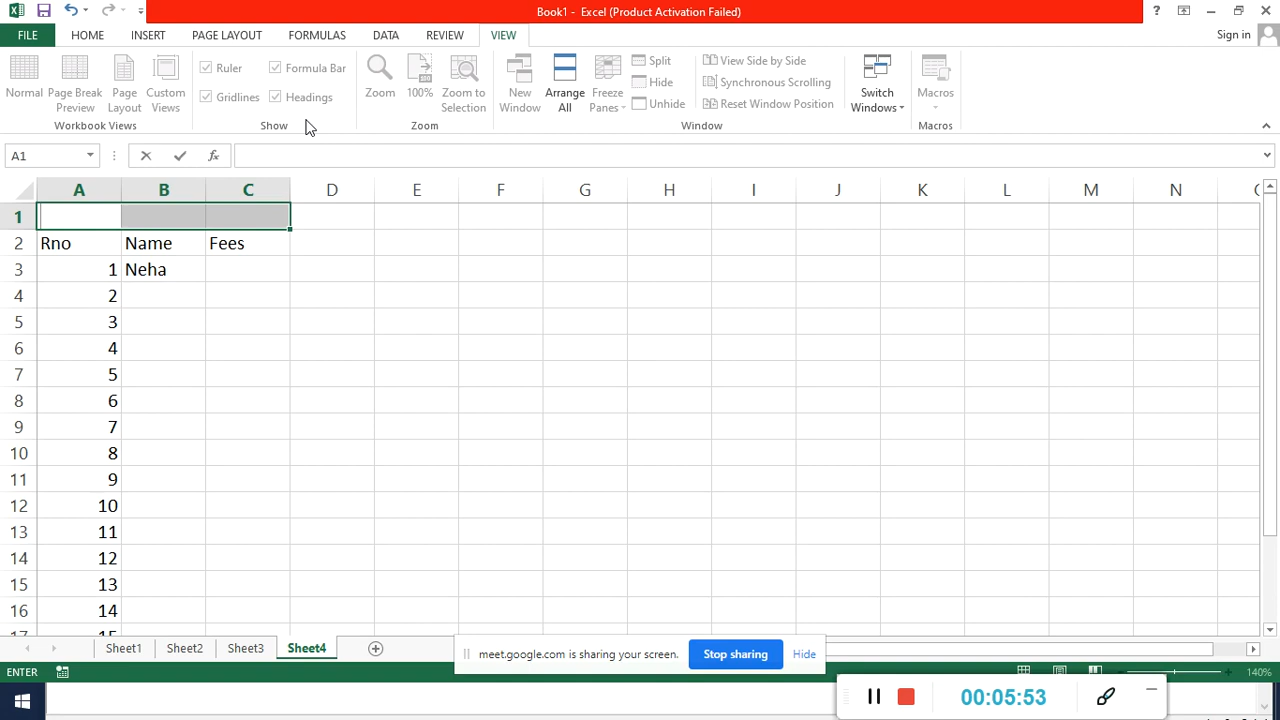 Book1 - Excel (Product Activation Failed)
?
FILE HOME INSERT PAGE LAYOUT FORMULAS DATA REVIEW VIEW Sign in
Normal Page Break Preview Page Layout Custom Views
Workbook Views
Ruler Formula Bar
Gridlines Headings
Show
Zoom 100% Zoom to Selection
Zoom
New Window Arrange All Freeze Panes
Split
Hide
Unhide
View Side by Side
Synchronous Scrolling
Reset Window Position
Switch Windows
Window
Macros
Macros
A1 fx
A B C D E F G H I J K L M N
1
2 Rno Name Fees
3 1 Neha
4 2
5 3
6 4
7 5
8 6
9 7
10 8
11 9
12 10
13 11
14 12
15 13
16 14
17 15
Sheet1 Sheet2 Sheet3 Sheet4
meet.google.com is sharing your screen. Stop sharing Hide
ENTER 140%
00:05:53